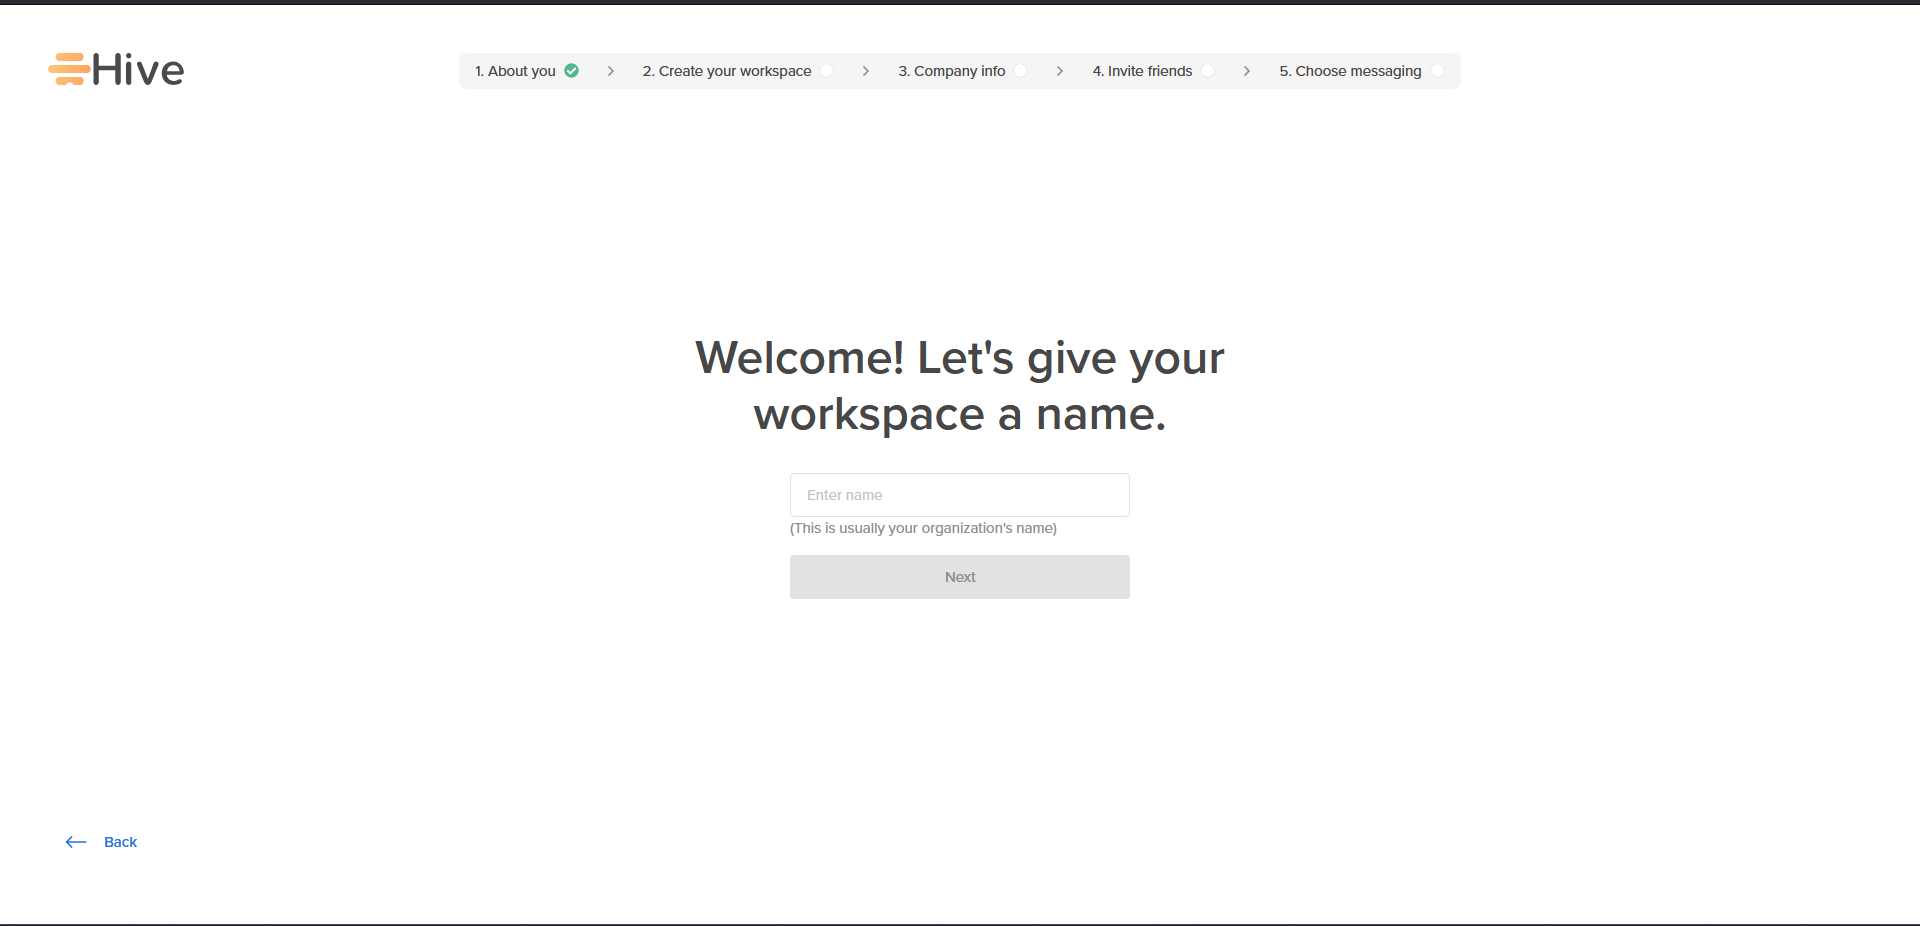 Hive
1. About you > 2. Create your workspace > 3. Company info > 4. Invite friends > 5. Choose messaging
Welcome! Let's give your
workspace a name.
Enter name
(This is usually your organization's name)
Next
Back